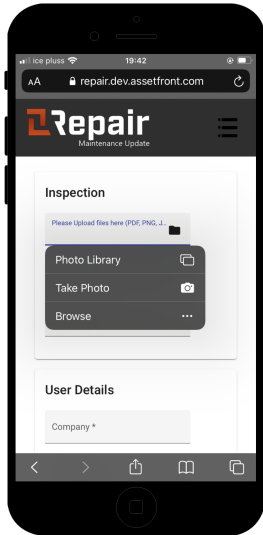 ice pluss 19:42
AA repair.dev.assetfront.com
Repair
Maintenance Update
Inspection
Please Upload files here (PDF, PNG, J...
Photo Library
Take Photo
Browse
User Details
Company *